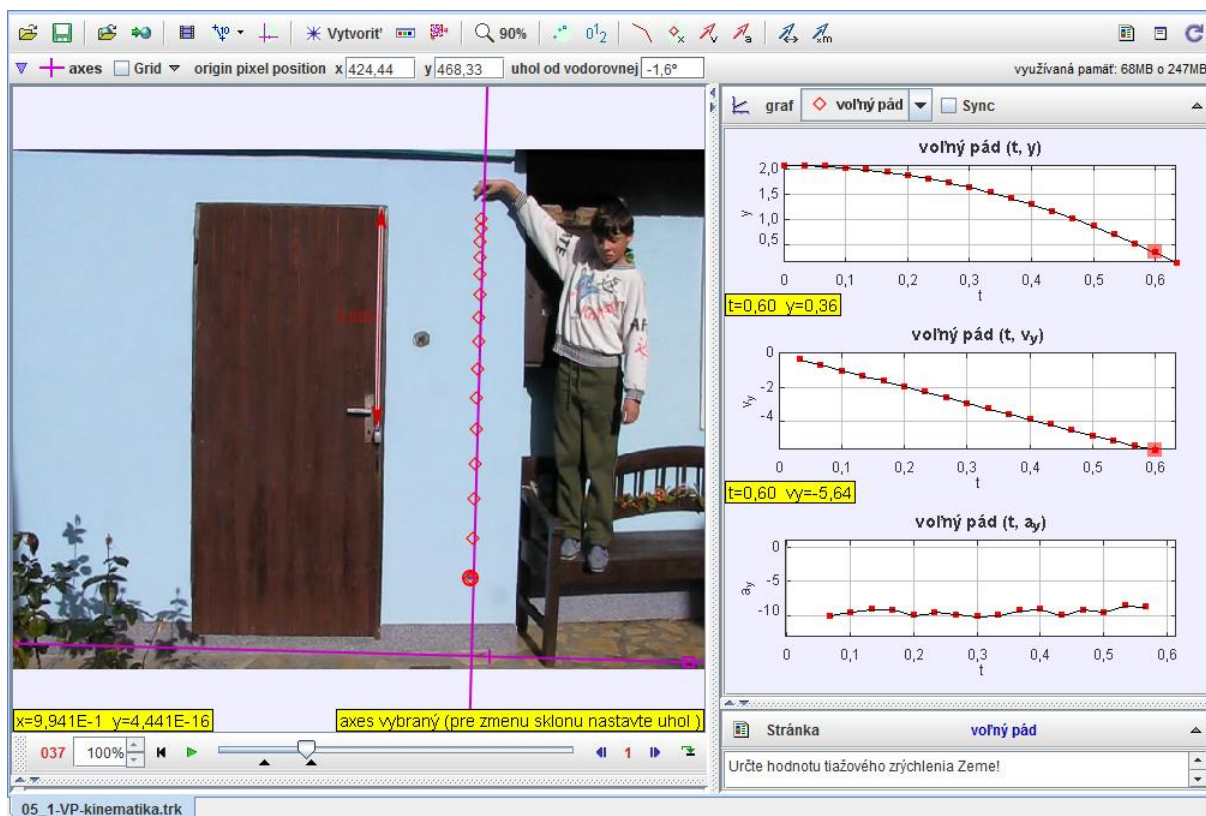 Vytvoriť 90%
axes Grid origin pixel position x 424,44 y 468,33 uhol od vodorovnej -1,6° využívaná pamäť: 68MB o 247MB
graf voľný pád Sync
voľný pád (t, y)
2,0
1,5
1,0
0,5
y
0 0,1 0,2 0,3 0,4 0,5 0,6
t
t=0,60 y=0,36
voľný pád (t, vy)
0
-2
-4
vy
0 0,1 0,2 0,3 0,4 0,5 0,6
t
t=0,60 vy=-5,64
voľný pád (t, ay)
0
-5
-10
ay
0 0,1 0,2 0,3 0,4 0,5 0,6
t
x=9,941E-1 y=4,441E-16 axes vybraný (pre zmenu sklonu nastavte uhol )
037 100% 1
Stránka voľný pád
Určte hodnotu tiažového zrýchlenia Zeme!
05_1-VP-kinematika.trk